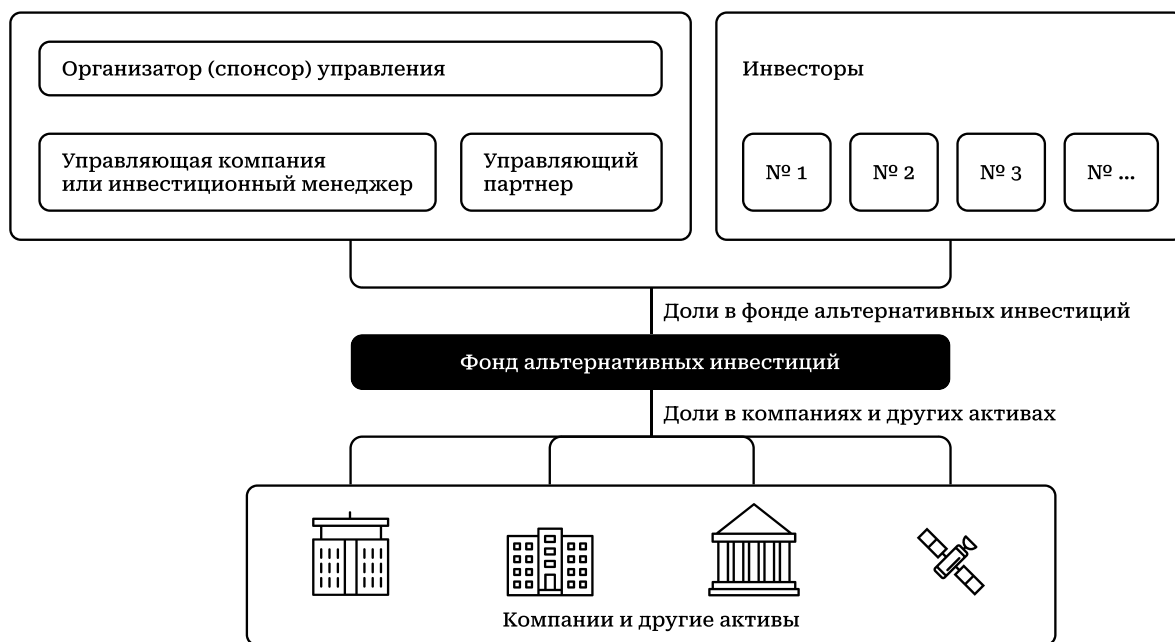 Организатор (спонсор) управления
Управляющая компания
или инвестиционный менеджер
Управляющий
партнер
Инвесторы
№ 1
№ 2
№ 3
№ ...
Доли в фонде альтернативных инвестиций
Фонд альтернативных инвестиций
Доли в компаниях и других активах
Компании и другие активы